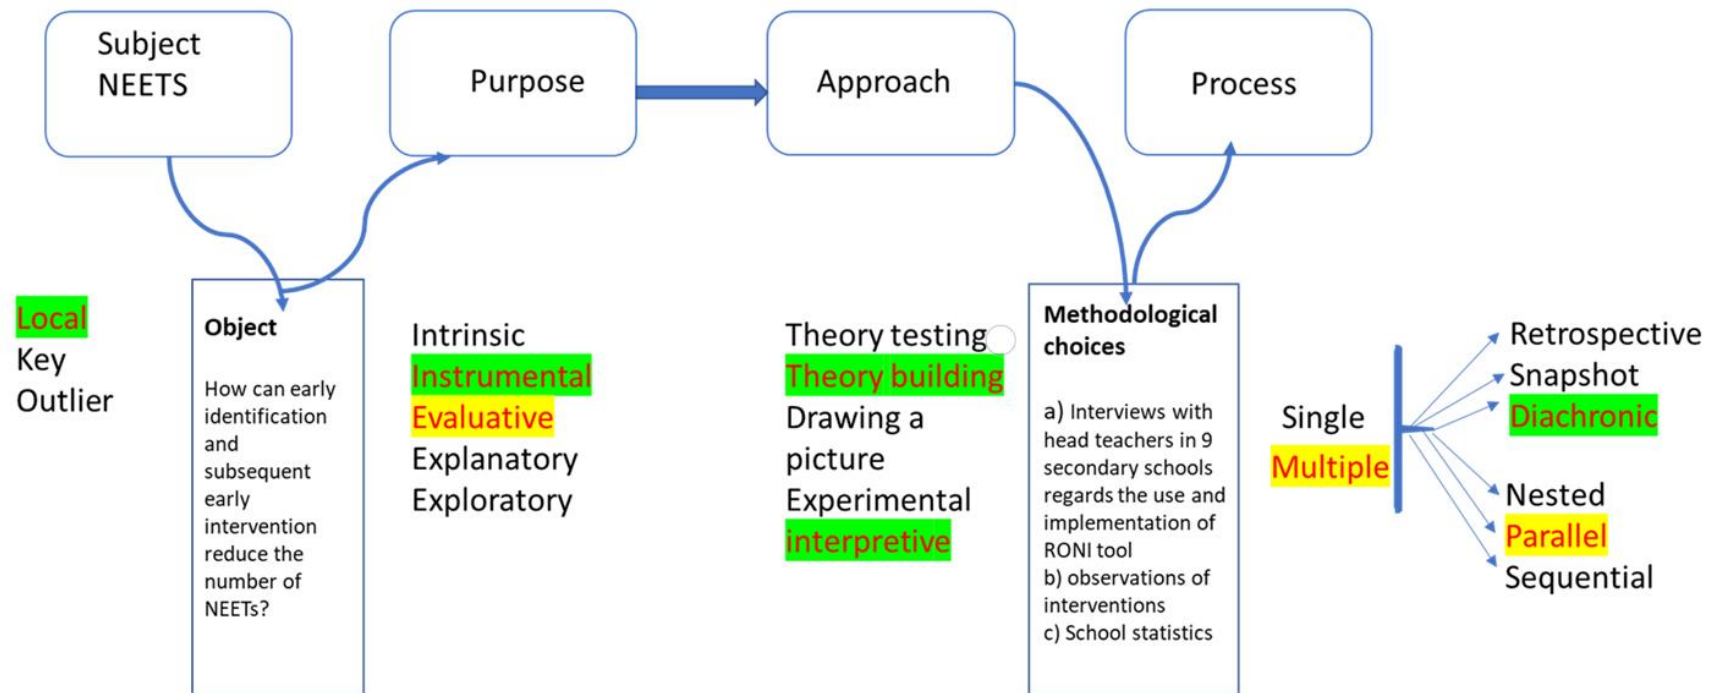 Subject
NEETS
Purpose
Approach
Process
Local
Key
Outlier
Object
How can early
identification
and
subsequent
early
intervention
reduce the
number of
NEETs?
Intrinsic
Instrumental
Evaluative
Explanatory
Exploratory
Theory testing
Theory building
Drawing a
picture
Experimental
interpretive
Methodological
choices
a) Interviews with
head teachers in 9
secondary schools
regards the use and
implementation of
RONI tool
b) observations of
interventions
c) School statistics
Single
Multiple
Retrospective
Snapshot
Diachronic
Nested
Parallel
Sequential